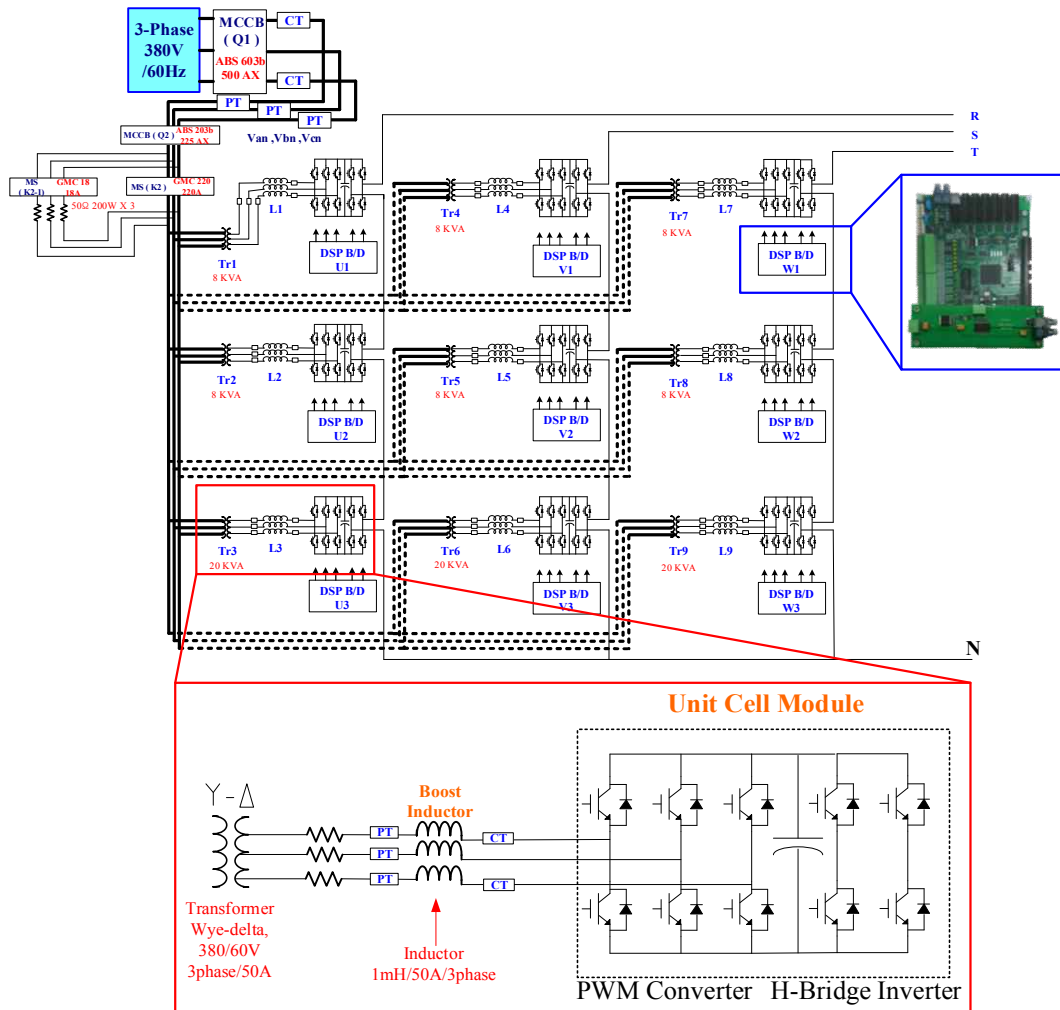 3-Phase
380V
/60Hz
MCCB
( Q1 )
ABS 603b
500 AX
CT
CT
PT
PT
PT
Van ,Vbn ,Vcn
MCCB ( Q2 )
ABS 203b
225 AX
MS
( K2-1)
GMC 18
18A
MS ( K2 )
GMC 220
220A
50Ω 200W X 3
R
S
T
L1
Tr1
8 KVA
DSP B/D
U1
Tr4
8 KVA
L4
DSP B/D
V1
Tr7
8 KVA
L7
DSP B/D
W1
Tr2
8 KVA
L2
DSP B/D
U2
Tr5
8 KVA
L5
DSP B/D
V2
Tr8
8 KVA
L8
DSP B/D
W2
Tr3
20 KVA
L3
DSP B/D
U3
Tr6
20 KVA
L6
DSP B/D
V3
Tr9
20 KVA
L9
DSP B/D
W3
N
Unit Cell Module
Y-Δ
Boost
Inductor
PT
PT
PT
CT
CT
Transformer
Wye-delta,
380/60V
3phase/50A
Inductor
1mH/50A/3phase
PWM Converter
H-Bridge Inverter